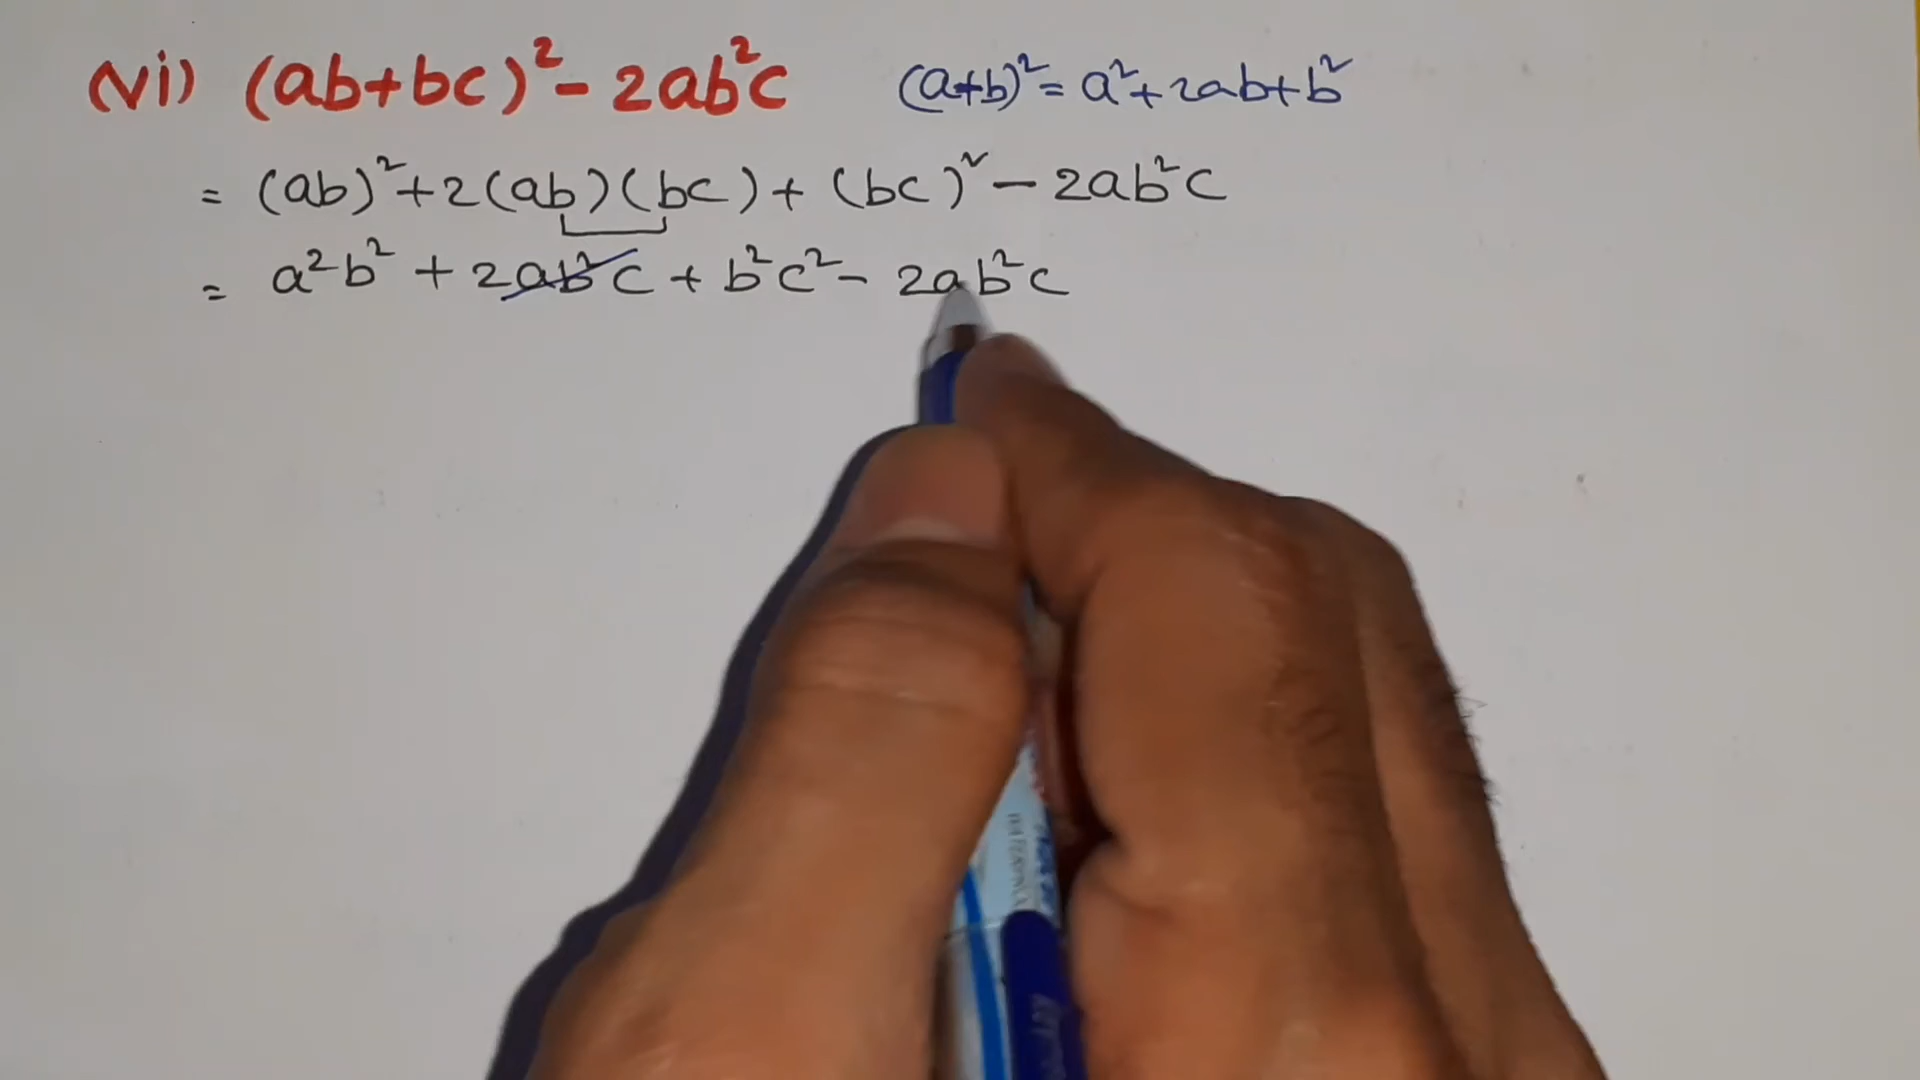 (vi) (ab+bc)² - 2ab²c (a+b)² = a²+2ab+b²
= (ab)²+2(ab)(bc)+(bc)² - 2ab²c
= a²b² + 2ab²c + b²c² - 2ab²c